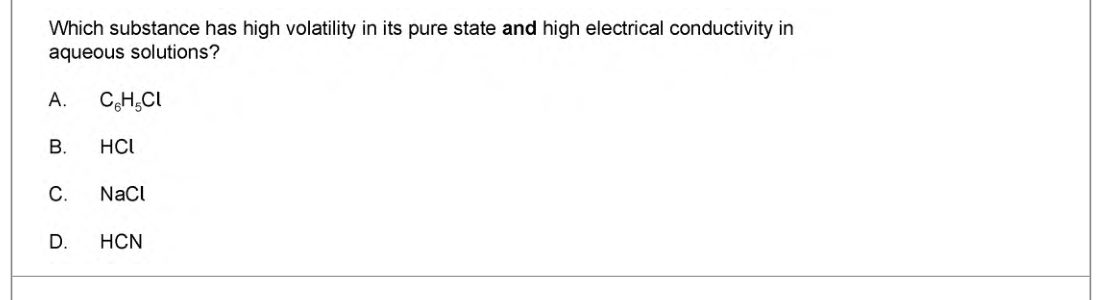 Which substance has high volatility in its pure state and high electrical conductivity in
aqueous solutions?
A. C₆H₅Cl
B. HCl
C. NaCl
D. HCN